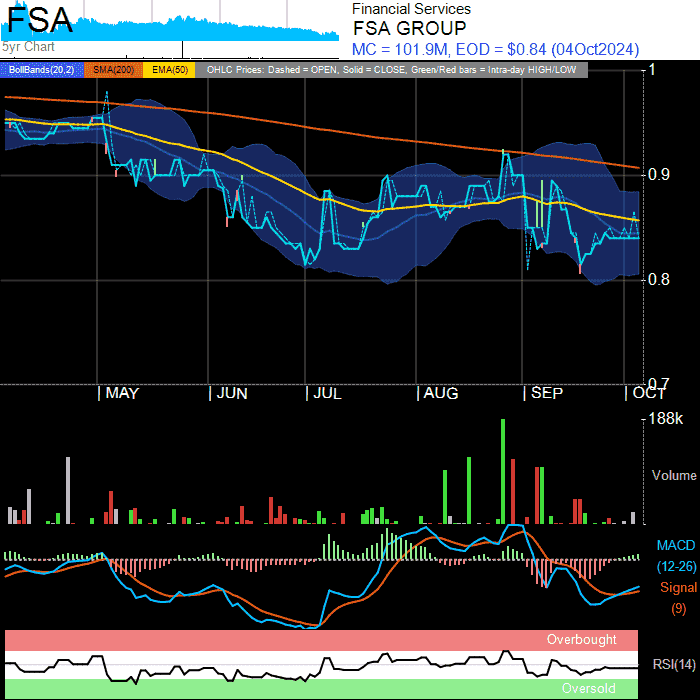 FSA
5yr Chart
Financial Services
FSA GROUP
MC = 101.9M, EOD = $0.84 (04Oct2024)
BollBands(20,2) SMA(200) EMA(50) OHLC Prices: Dashed = OPEN, Solid = CLOSE, Green/Red bars = Intra-day HIGH/LOW
1
0.9
0.8
0.7
MAY JUN JUL AUG SEP OCT
188k
Volume
MACD
(12-26)
Signal
(9)
Overbought
RSI(14)
Oversold